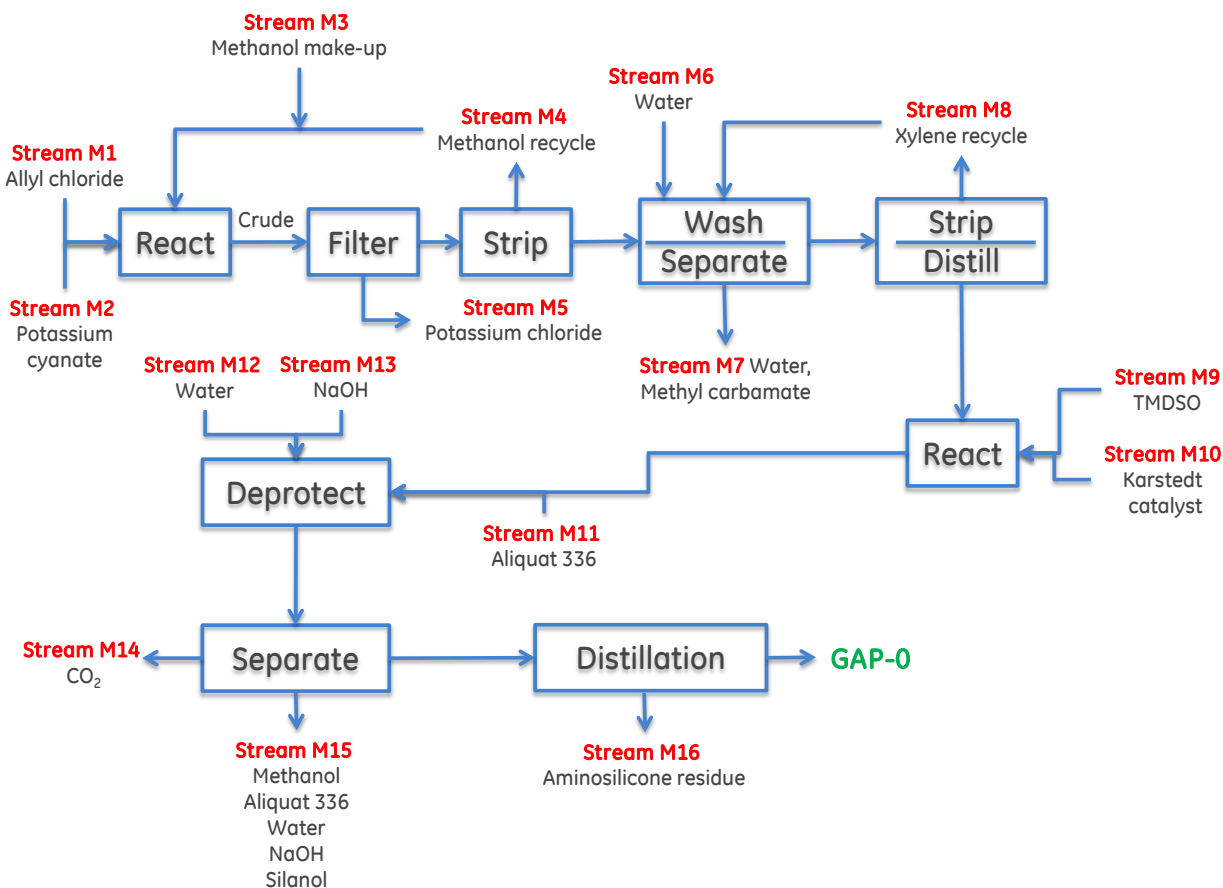 Stream M3
Methanol make-up
Stream M6
Water
Stream M4
Methanol recycle
Stream M8
Xylene recycle
Stream M1
Allyl chloride
React
Crude
Filter
Strip
Wash
Separate
Strip
Distill
Stream M2
Potassium
cyanate
Stream M5
Potassium chloride
Stream M7 Water,
Methyl carbamate
Stream M12
Water
Stream M13
NaOH
Stream M9
TMDSO
React
Stream M10
Karstedt
catalyst
Deprotect
Stream M11
Aliquat 336
Stream M14
CO₂
Separate
Distillation
GAP-0
Stream M15
Methanol
Aliquat 336
Water
NaOH
Silanol
Stream M16
Aminosilicone residue